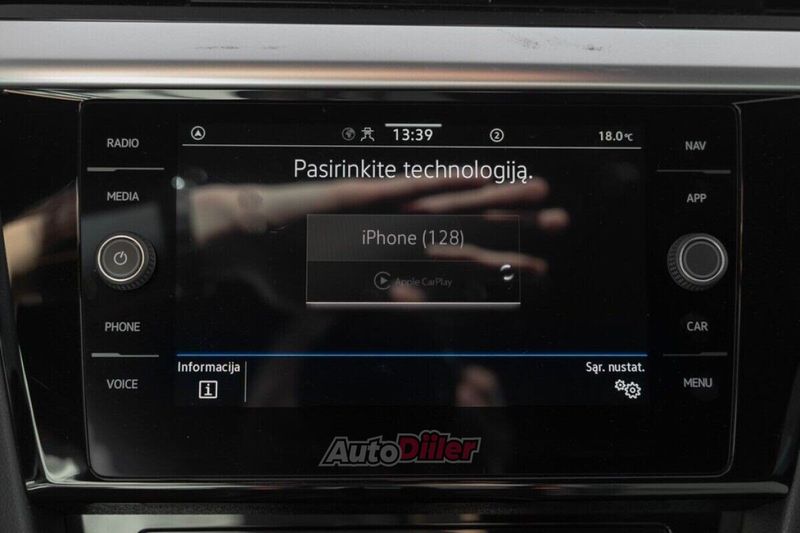 RADIO
MEDIA
PHONE
VOICE
13:39
2
18.0°C
Pasirinkite technologiją.
iPhone (128)
Apple CarPlay
Informacija
Sąr. nustat.
NAV
APP
CAR
MENU
AutoDiiler